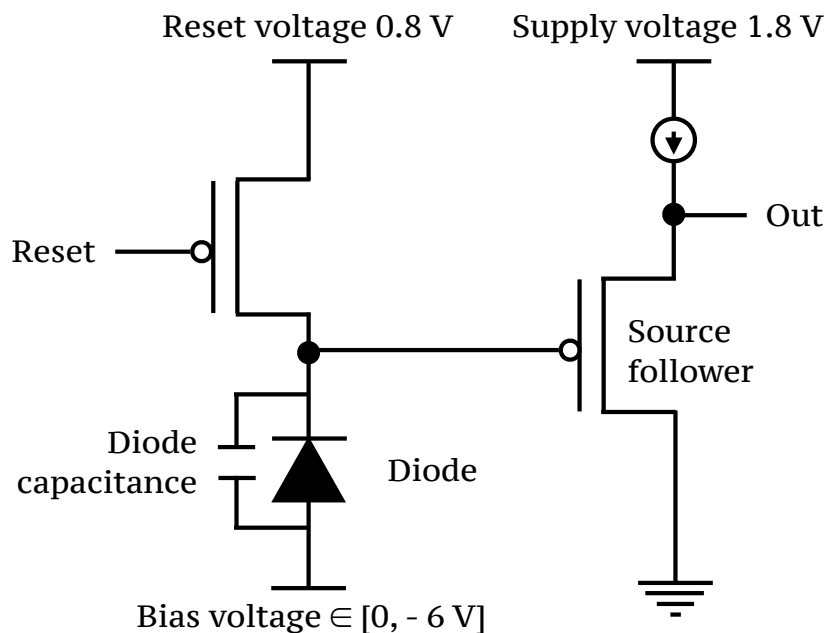 Reset voltage 0.8 V
Supply voltage 1.8 V
Out
Reset
Source
follower
Diode
capacitance
Diode
Bias voltage ∈ [0, - 6 V]